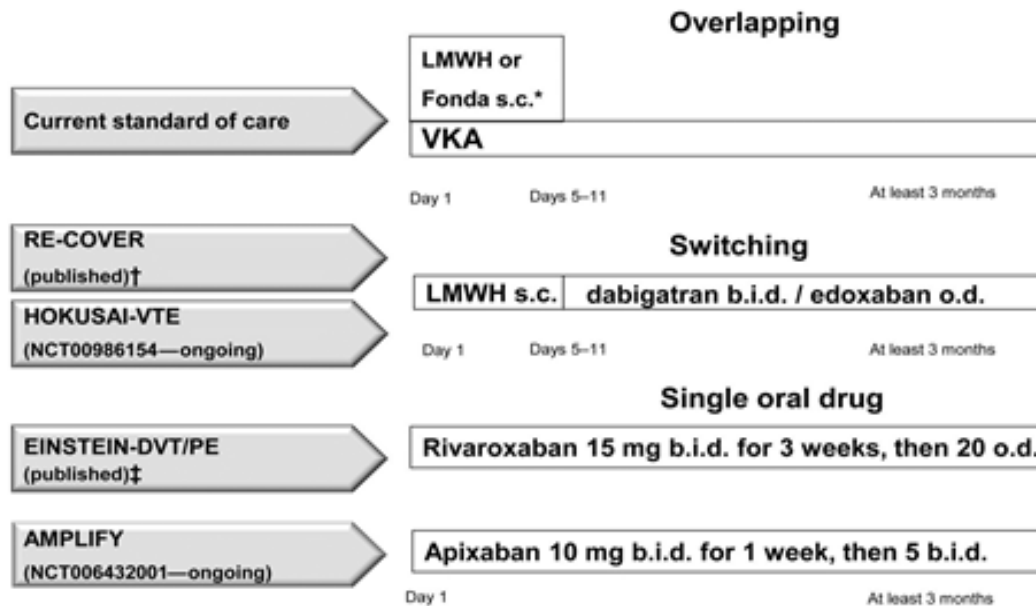 Overlapping
LMWH or
Fonda s.c.*
Current standard of care
VKA
Day 1 Days 5–11 At least 3 months
RE-COVER
(published)†
Switching
LMWH s.c. dabigatran b.i.d. / edoxaban o.d.
HOKUSAI-VTE
(NCT00986154—ongoing)
Day 1 Days 5–11 At least 3 months
Single oral drug
EINSTEIN-DVT/PE
(published)‡
Rivaroxaban 15 mg b.i.d. for 3 weeks, then 20 o.d.
AMPLIFY
(NCT006432001—ongoing)
Apixaban 10 mg b.i.d. for 1 week, then 5 b.i.d.
Day 1 At least 3 months